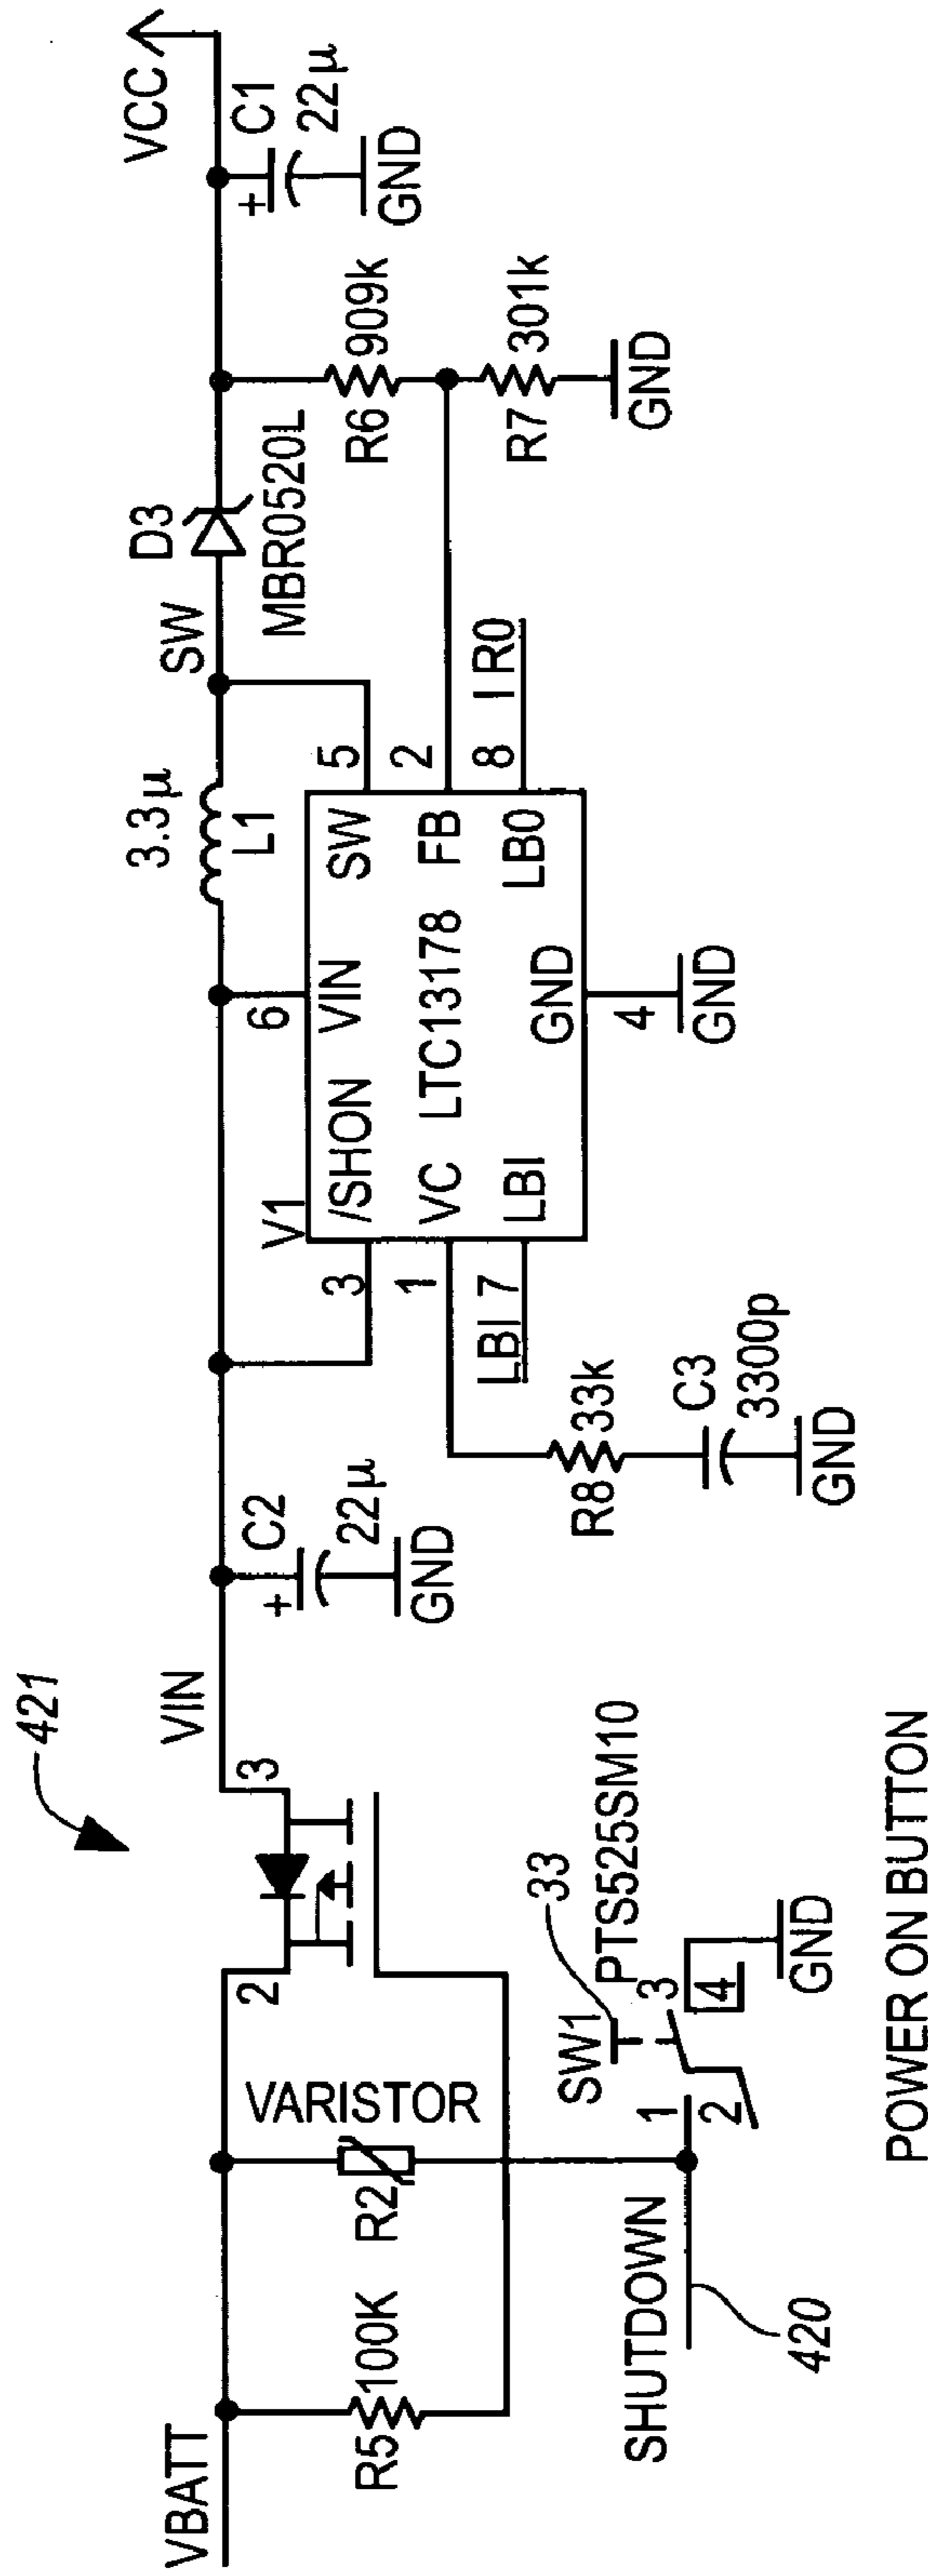 421
VBATT
R5
100K
R2
VARISTOR
2
3
VIN
C2
+
22μ
GND
SHUTDOWN
420
SW1
33
PTS525SM10
1
2
3
4
GND
POWER ON BUTTON
R8
33k
C3
3300p
GND
V1
3
/SHON
1
VC
LBI 7
LBI
LTC13178
6
VIN
SW
5
FB
2
LB0
8
IR0
GND
4
GND
3.3μ
L1
SW
D3
MBR0520L
R6
909k
R7
301k
GND
VCC
C1
+
22μ
GND